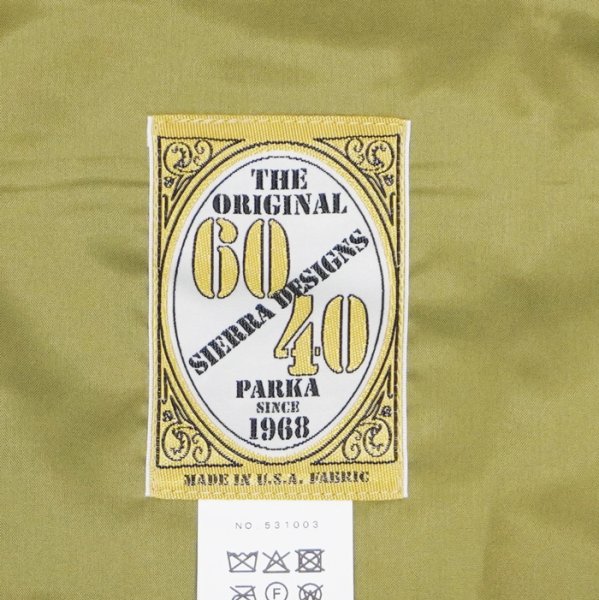 THE
ORIGINAL
60
SIERRA DESIGNS
40
PARKA
SINCE
1968
MADE IN U.S.A. FABRIC
NO. 531003
F
W